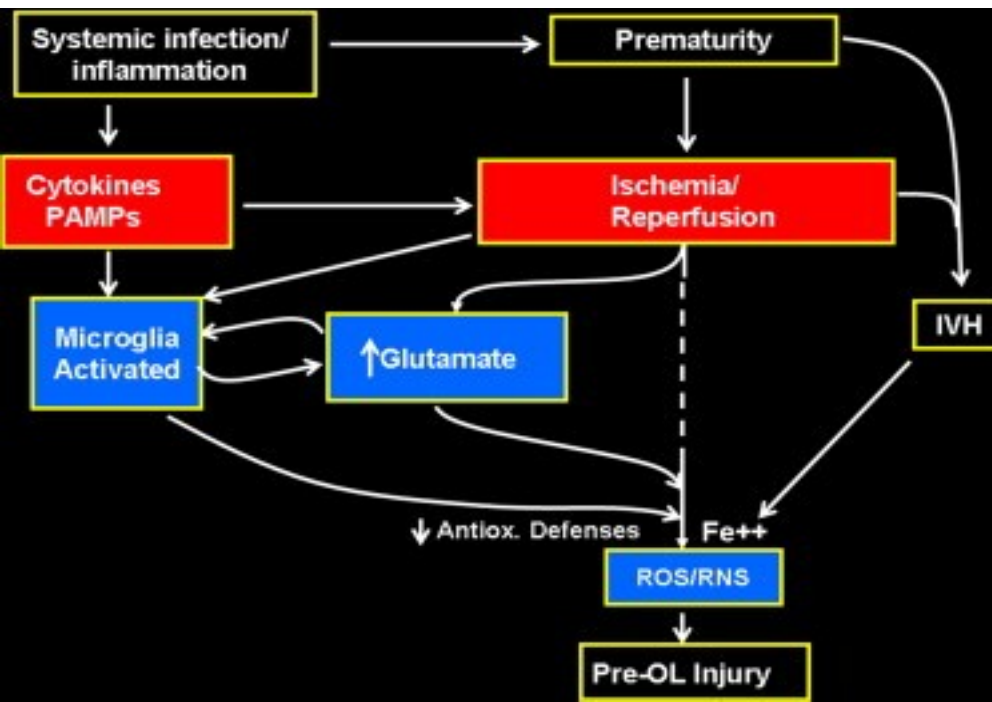 Systemic infection/
inflammation
Prematurity
Cytokines
PAMPs
Ischemia/
Reperfusion
Microglia
Activated
↑Glutamate
IVH
↓ Antiox. Defenses
Fe++
ROS/RNS
Pre-OL Injury